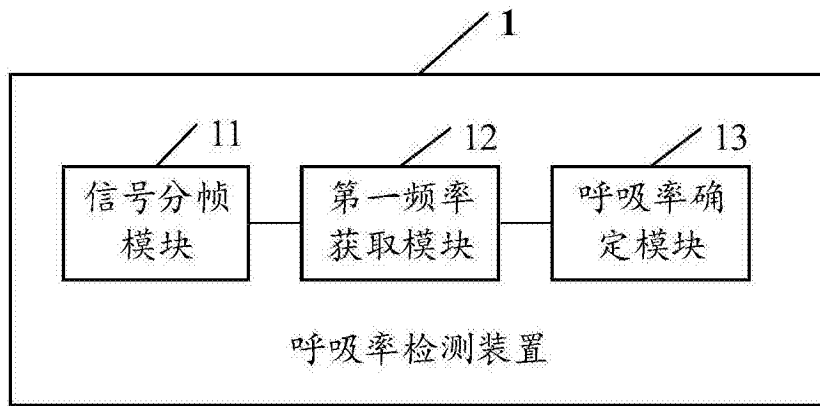 1
11
12
13
信号分帧
模块
第一频率
获取模块
呼吸率确
定模块
呼吸率检测装置